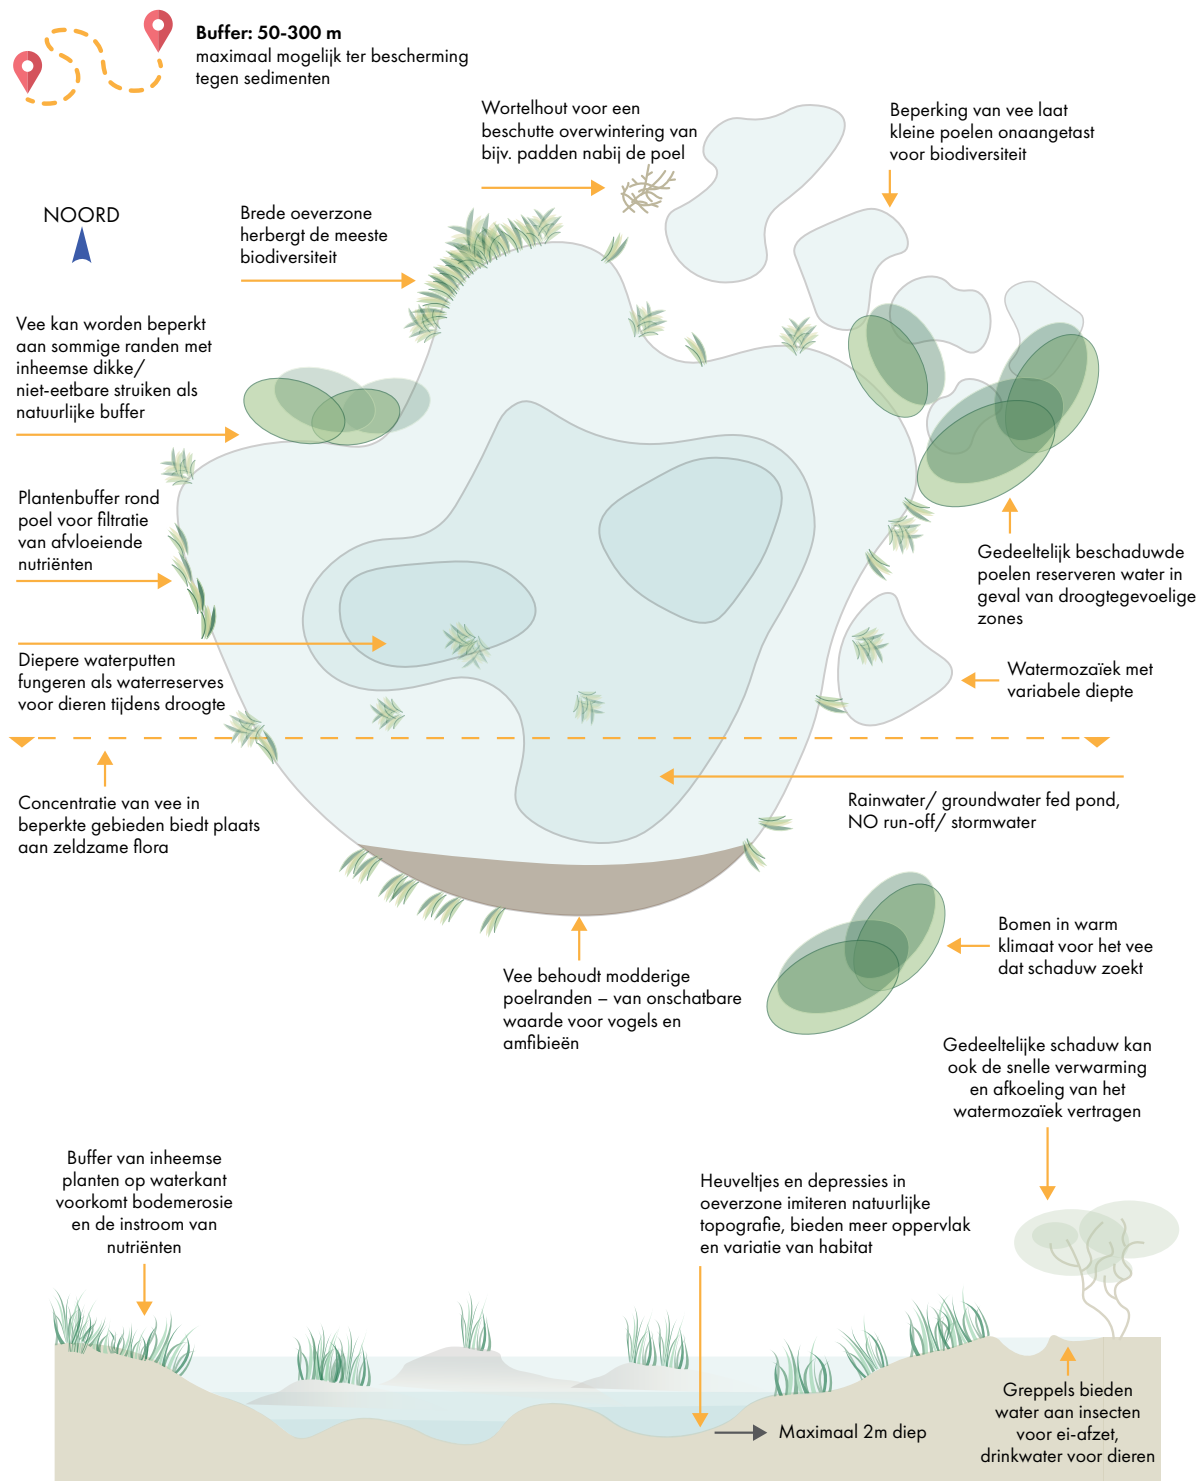 Buffer: 50-300 m
maximaal mogelijk ter bescherming
tegen sedimenten
Wortelhout voor een
beschutte overwintering van
bijv. padden nabij de poel
Beperking van vee laat
kleine poelen onaangetast
voor biodiversiteit
NOORD
Brede oeverzone
herbergt de meeste
biodiversiteit
Vee kan worden beperkt
aan sommige randen met
inheemse dikke/
niet-eetbare struiken als
natuurlijke buffer
Plantenbuffer rond
poel voor filtratie
van afvloeiende
nutriënten
Gedeeltelijk beschaduwde
poelen reserveren water in
geval van droogtegevoelige
zones
Diepere waterputten
fungeren als waterreserves
voor dieren tijdens droogte
Watermozaïek met
variabele diepte
Concentratie van vee in
beperkte gebieden biedt plaats
aan zeldzame flora
Rainwater/ groundwater fed pond,
NO run-off/ stormwater
Bomen in warm
klimaat voor het vee
dat schaduw zoekt
Vee behoudt modderige
poelranden – van onschatbare
waarde voor vogels en
amfibieën
Gedeeltelijke schaduw kan
ook de snelle verwarming
en afkoeling van het
watermozaïek vertragen
Buffer van inheemse
planten op waterkant
voorkomt bodemerosie
en de instroom van
nutriënten
Heuveltjes en depressies in
oeverzone imiteren natuurlijke
topografie, bieden meer oppervlak
en variatie van habitat
Maximaal 2m diep
Greppels bieden
water aan insecten
voor ei-afzet,
drinkwater voor dieren